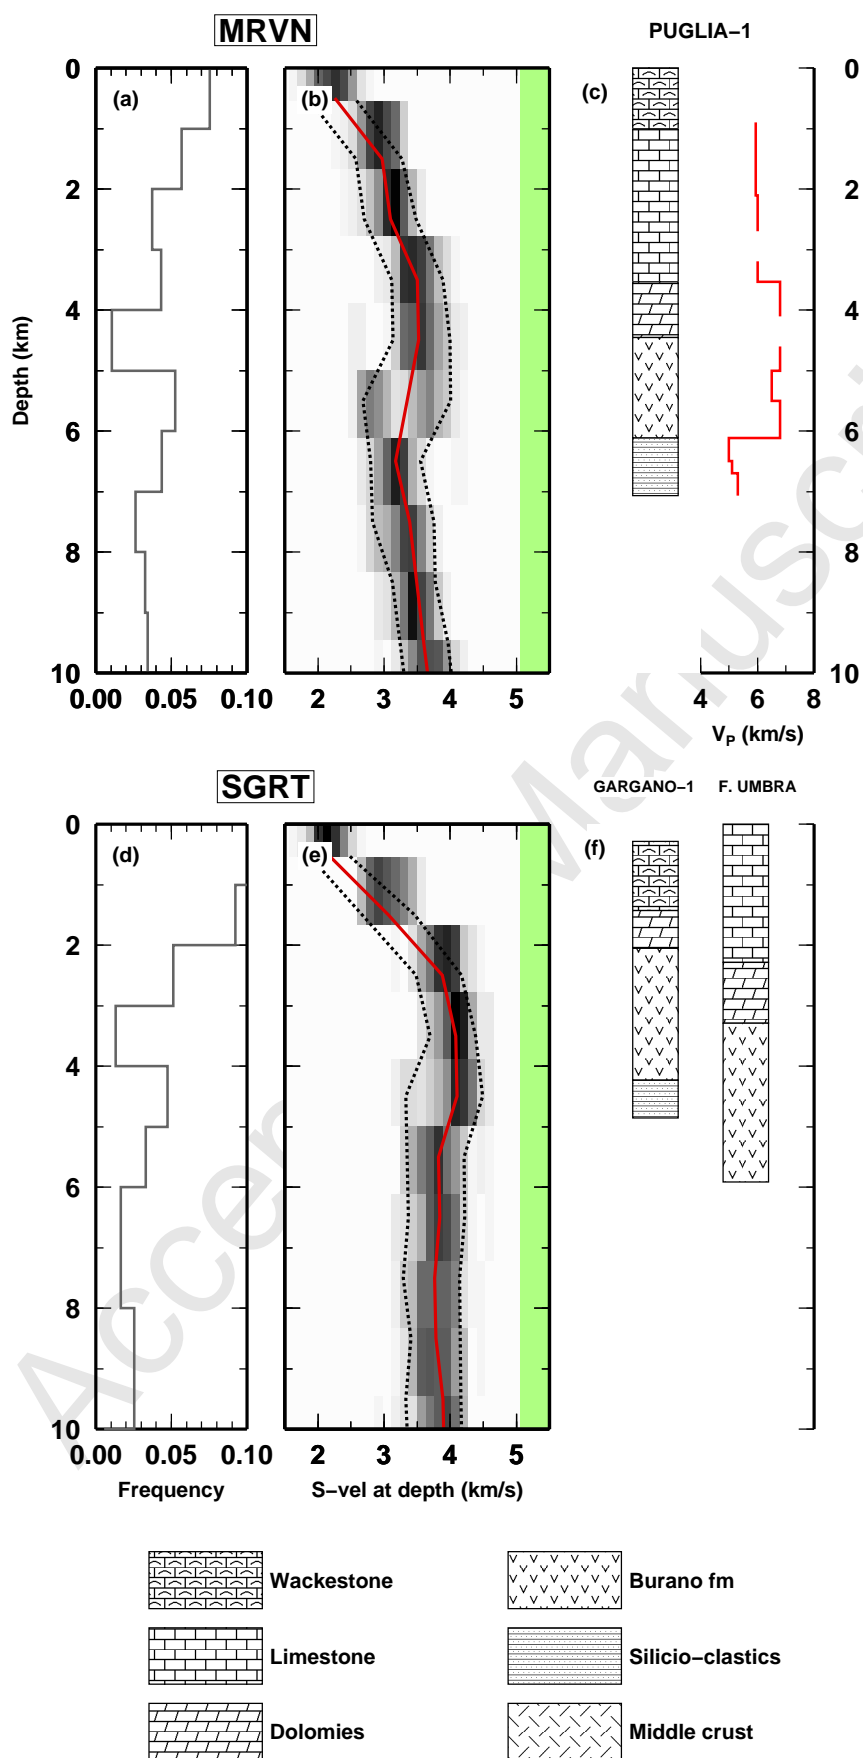 MRVN
PUGLIA−1
(a)
(b)
(c)
0
2
4
6
8
10
Depth (km)
0
2
4
6
8
10
0.00 0.05 0.10
2 3 4 5
4 6 8
VP (km/s)
SGRT
GARGANO−1 F. UMBRA
(d)
(e)
(f)
0
2
4
6
8
10
0.00 0.05 0.10
2 3 4 5
Frequency
S−vel at depth (km/s)
Wackestone
Burano fm
Limestone
Silicio−clastics
Dolomies
Middle crust